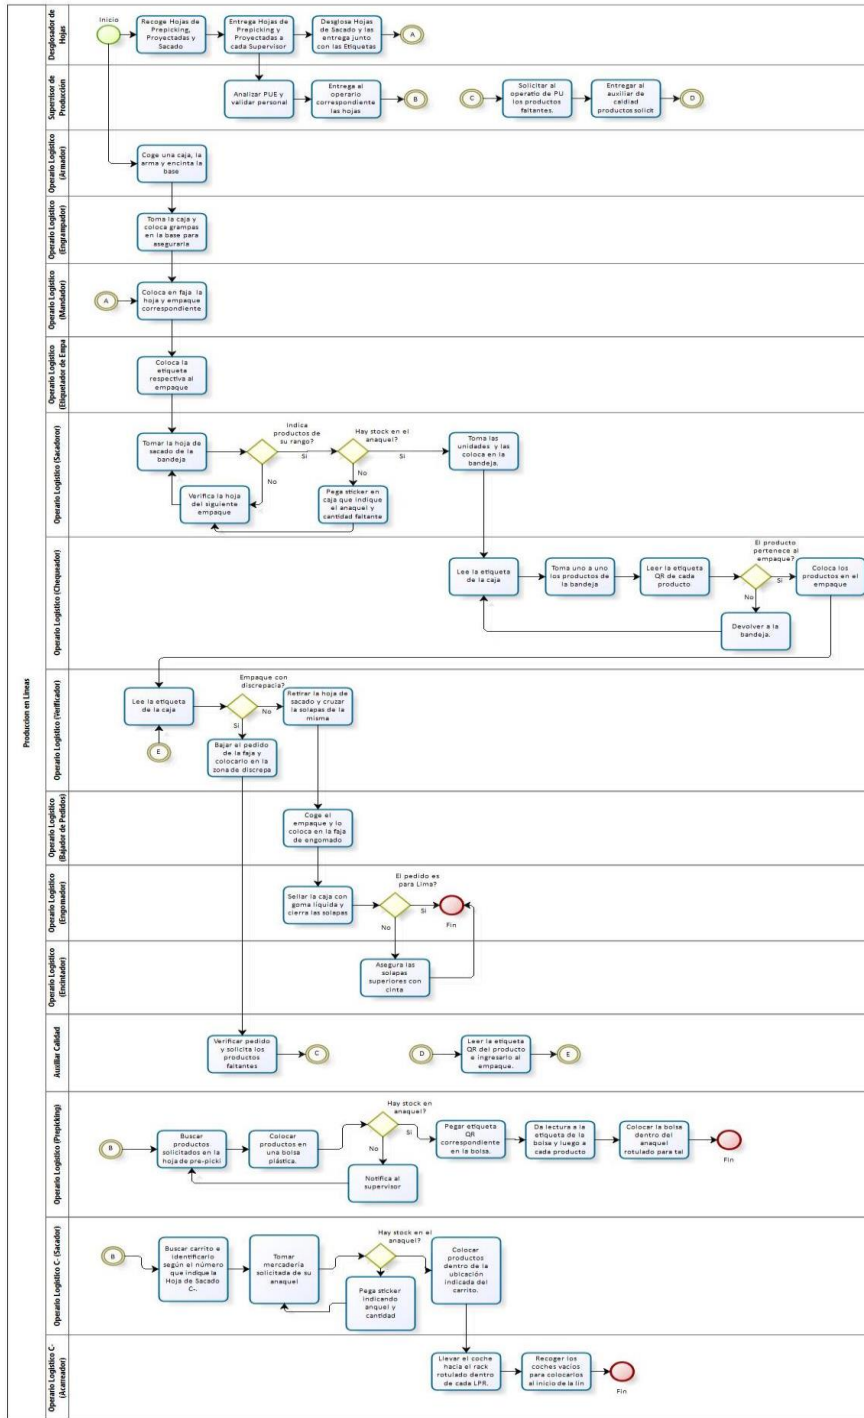 Produccion en Líneas
Desglosador de
Hojas
Inicio
Recoge Hojas de
Prepicking,
Proyectadas y
Sacado
Entrega Hojas de
Prepicking y
Proyectadas a
cada Supervisor
Desglosa Hojas
de Sacado y las
entrega junto
con las Etiquetas
A
Supervisor de
Producción
Analizar PUE y
validar personal
Entrega al
operario
correspondiente
las hojas
B
C
Solicitar al
operatio de PU
los productos
faltantes.
Entregar al
auxiliar de
calidad
productos solicit
D
Operario Logístico
(Armador)
Coge una caja, la
arma y encinta la
base
Operario Logístico
(Engrampador)
Toma la caja y
coloca grampas
en la base para
asegurarla
Operario Logístico
(Mandador)
A
Coloca en faja la
hoja y empaque
correspondiente
Operario Logístico
(Etiquetador de Empa
Coloca la
etiqueta
respectiva al
empaque
Operario Logístico (Sacadoror)
Tomar la hoja de
sacado de la
bandeja
Indica
productos de
su rango?
Si
No
Verifica la hoja
del siguiente
empaque
Hay stock en el
anaquel?
Si
No
Pega sticker en
caja que indique
el anaquel y
cantidad faltante
Toma las
unidades y las
coloca en la
bandeja.
Operario Logístico (Chequeador)
Lee la etiqueta
de la caja
Toma uno a uno
los productos de
la bandeja
Leer la etiqueta
QR de cada
producto
El producto
pertenece al
empaque?
Si
No
Coloca los
productos en el
empaque
Devolver a la
bandeja.
Operario Logístico (Verificador)
Lee la etiqueta
de la caja
E
Empaque con
discrepacia?
No
Si
Retirar la hoja de
sacado y cruzar
la solapas de la
misma
Bajar el pedido
de la faja y
colocarlo en la
zona de discrepa
Operario Logístico
(Bajador de Pedidos)
Coge el
empaque y lo
coloca en la faja
de engomado
Operario Logístico
(Engomador)
Sellar la caja con
goma líquida y
cierra las solapas
El pedido es
para Lima?
Si
No
Fin
Operario Logístico
(Encintador)
Asegura las
solapas
superiores con
cinta
Auxiliar Calidad
Verificar pedido
y solicita los
productos
faltantes
C
D
Leer la etiqueta
QR del producto
e ingresarlo al
empaque.
E
Operario Logístico (Prepicking)
B
Buscar
productos
solicitados en la
hoja de pre-picki
Colocar
productos en
una bolsa
plástica.
Hay stock en
anaquel?
Si
No
Notifica al
supervisor
Pegar etiqueta
QR
correspondiente
en la bolsa.
Da lectura a la
etiqueta de la
bolsa y luego a
cada producto
Colocar la bolsa
dentro del
anaquel
rotulado para tal
Fin
Operario Logístico C- (Sacador)
B
Buscar carrito e
identificarlo
según el número
que indique la
Hoja de Sacado
C-.
Tomar
mercadería
solicitada de su
anaquel
Hay stock en el
anaquel?
Pega sticker
indicando
anquel y
cantidad
Colocar
productos
dentro de la
ubicación
indicada del
carrito.
Operario Logístico C-
(Acarreador)
Llevar el coche
hacia el rack
rotulado dentro
de cada LPR.
Recoger los
coches vacíos
para colocarlos
al inicio de la lín
Fin